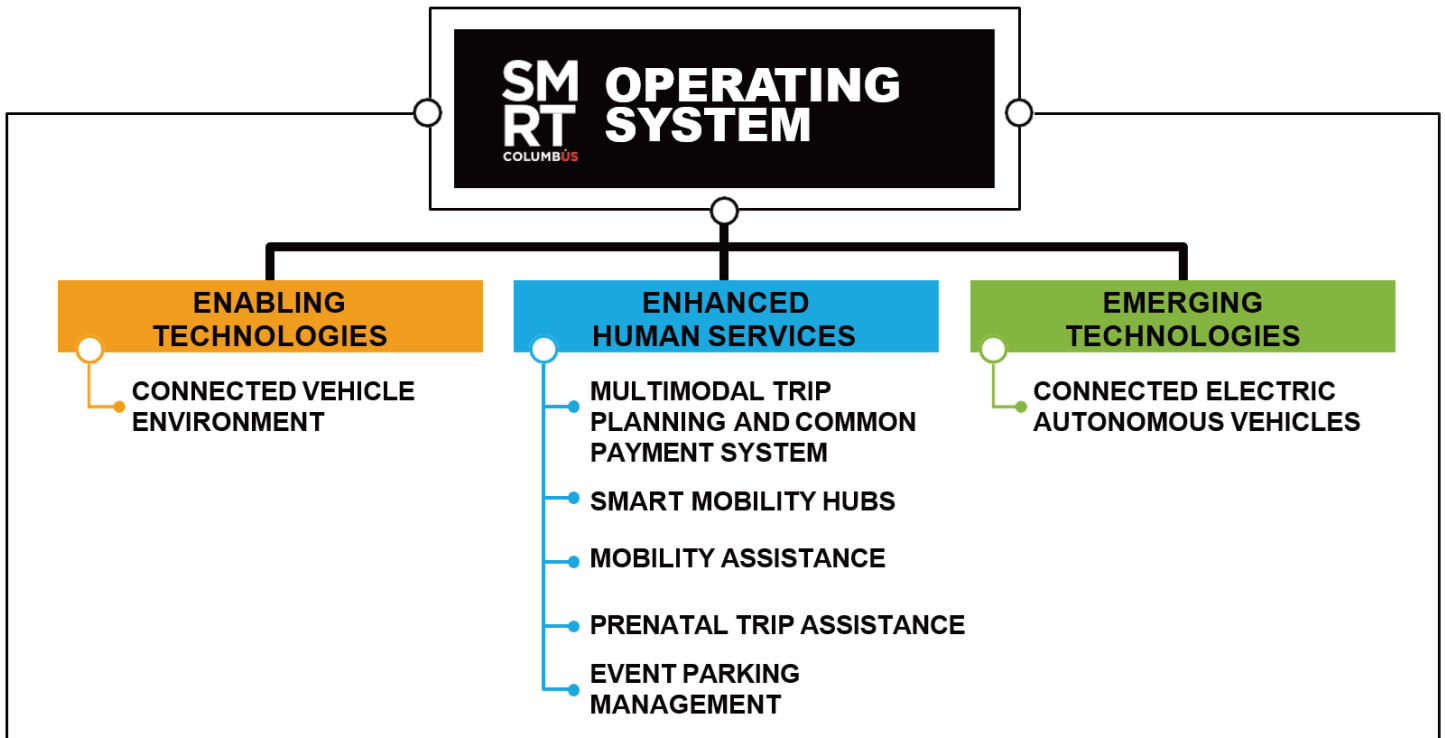 SM
RT
COLUMBUS
OPERATING
SYSTEM
ENABLING
TECHNOLOGIES
CONNECTED VEHICLE
ENVIRONMENT
ENHANCED
HUMAN SERVICES
MULTIMODAL TRIP
PLANNING AND COMMON
PAYMENT SYSTEM
SMART MOBILITY HUBS
MOBILITY ASSISTANCE
PRENATAL TRIP ASSISTANCE
EVENT PARKING
MANAGEMENT
EMERGING
TECHNOLOGIES
CONNECTED ELECTRIC
AUTONOMOUS VEHICLES